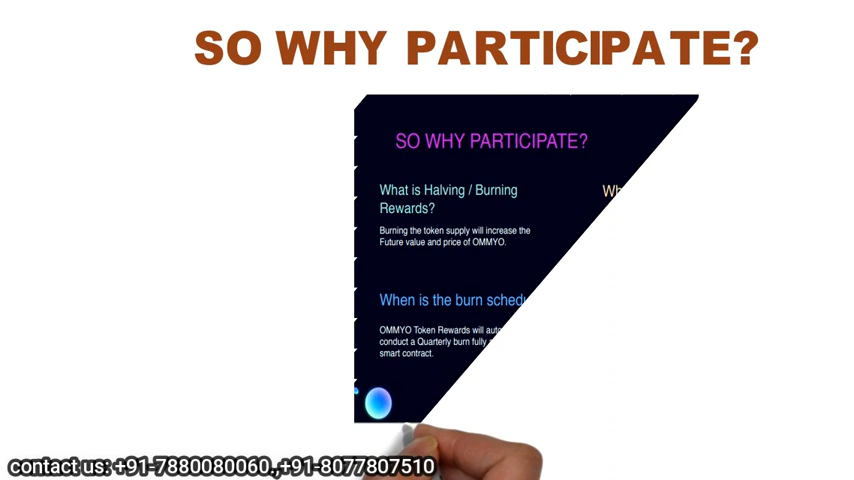 SO WHY PARTICIPATE?
SO WHY PARTICIPATE?
What is Halving / Burning
Rewards?
Burning the token supply will increase the
Future value and price of OMMYO.
When is the burn
OMMYO Token Rewards will
conduct a Quarterly burn fully
smart contract.
contact us: +91-7880080060.,+91-8077807510